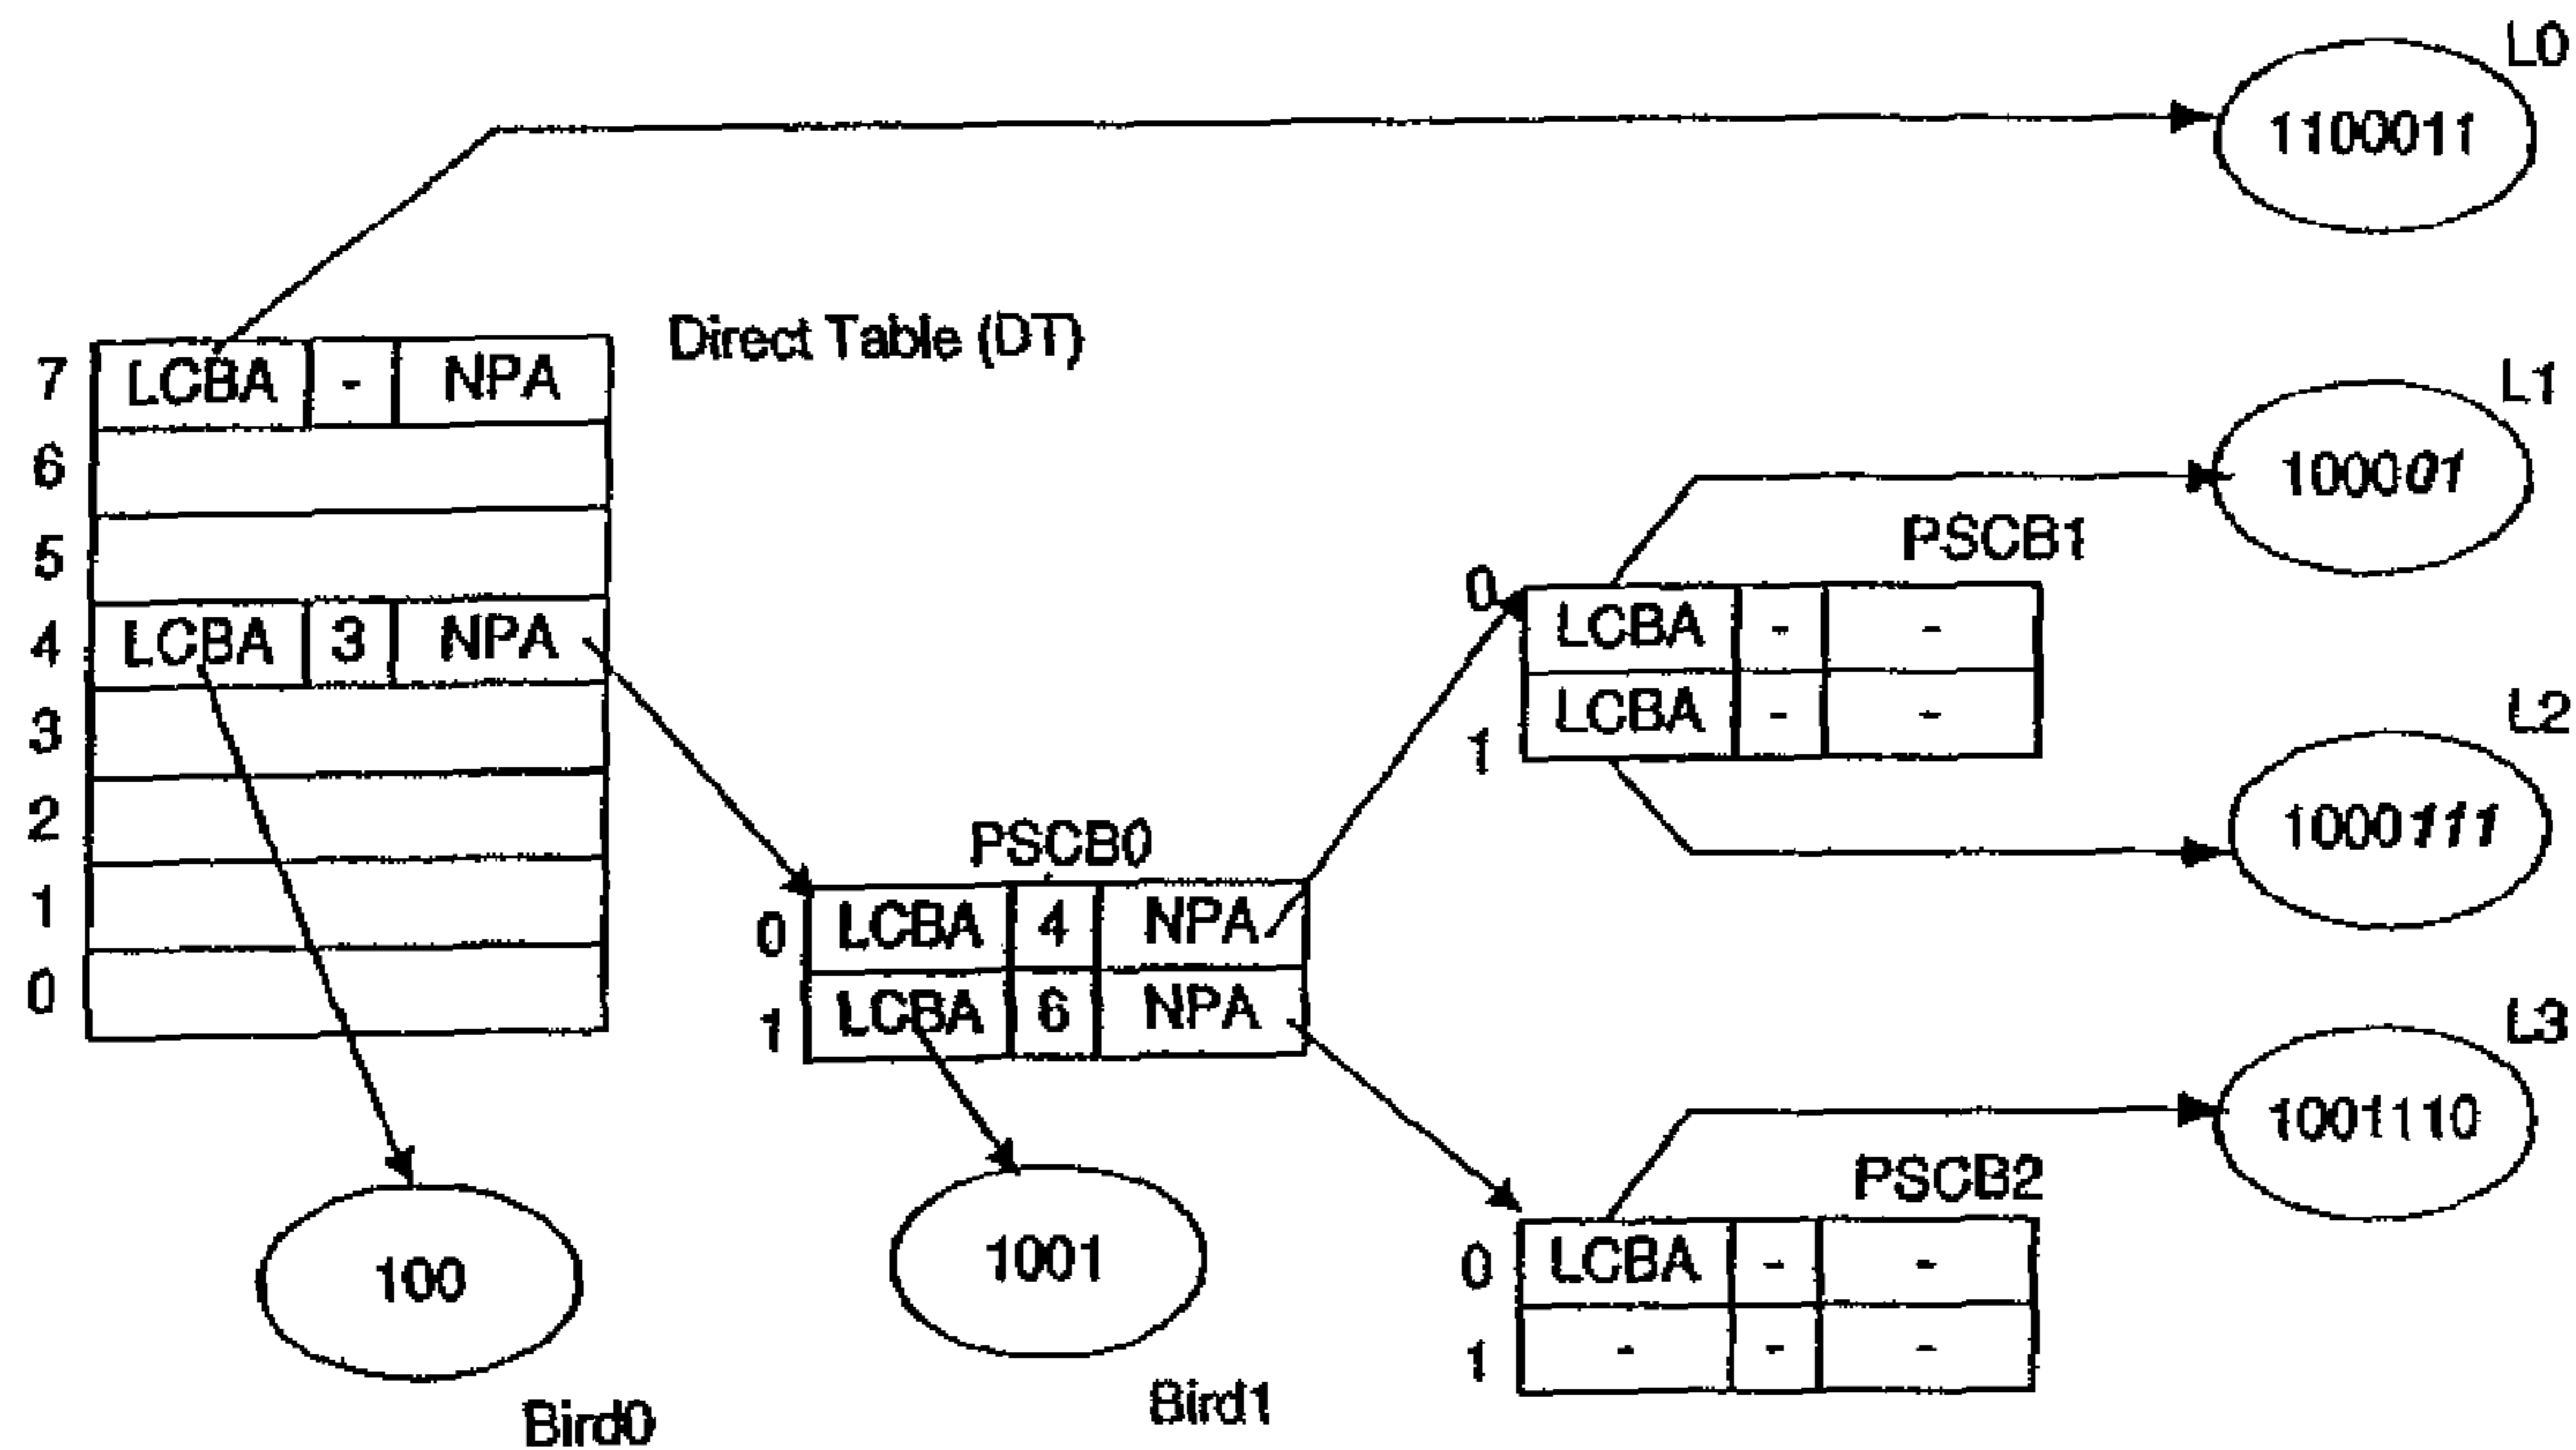 L0
1100011
Direct Table (DT)
7 LCBA - NPA
6
5
4 LCBA 3 NPA
3
2
1
0
L1
100001
PSCB1
0 LCBA - -
1 LCBA - -
L2
1000111
PSCB0
0 LCBA 4 NPA
1 LCBA 6 NPA
L3
1001110
PSCB2
0 LCBA - -
1 - - -
100
Bird0
1001
Bird1